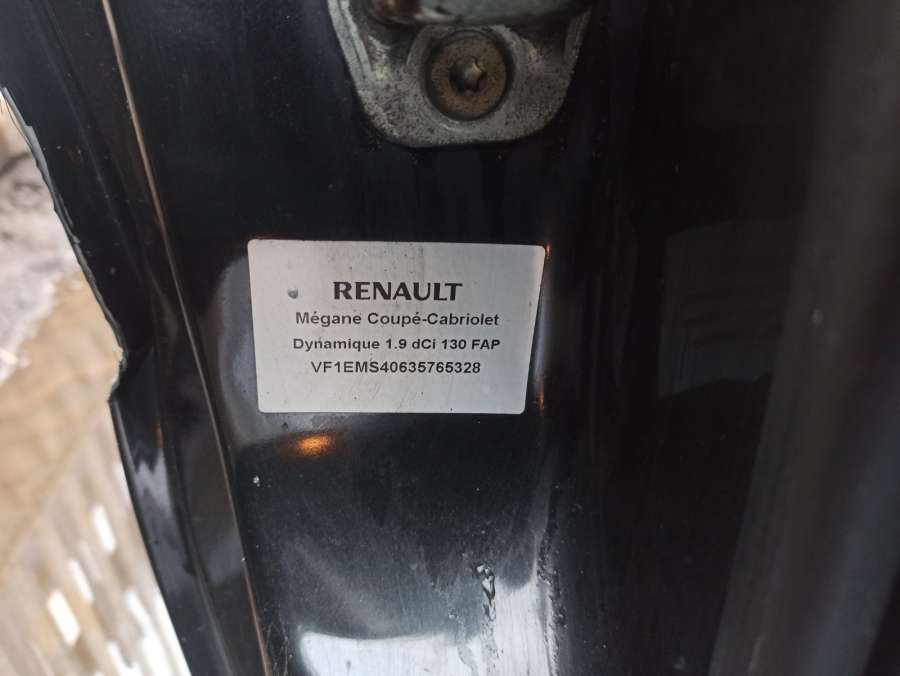 RENAULT
Mégane Coupé-Cabriolet
Dynamique 1.9 dCi 130 FAP
VF1EMS40635765328